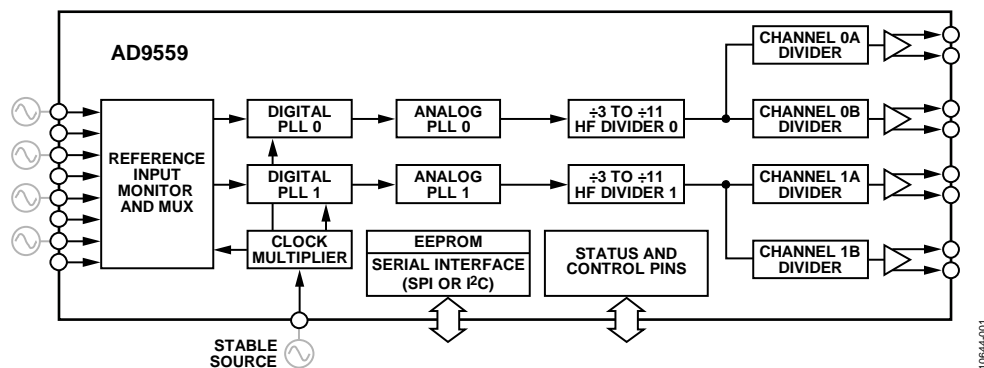 AD9559
REFERENCE
INPUT
MONITOR
AND MUX
DIGITAL
PLL 0
ANALOG
PLL 0
÷3 TO ÷11
HF DIVIDER 0
CHANNEL 0A
DIVIDER
CHANNEL 0B
DIVIDER
DIGITAL
PLL 1
ANALOG
PLL 1
÷3 TO ÷11
HF DIVIDER 1
CHANNEL 1A
DIVIDER
CHANNEL 1B
DIVIDER
CLOCK
MULTIPLIER
EEPROM
SERIAL INTERFACE
(SPI OR I²C)
STATUS AND
CONTROL PINS
STABLE
SOURCE
10644-001